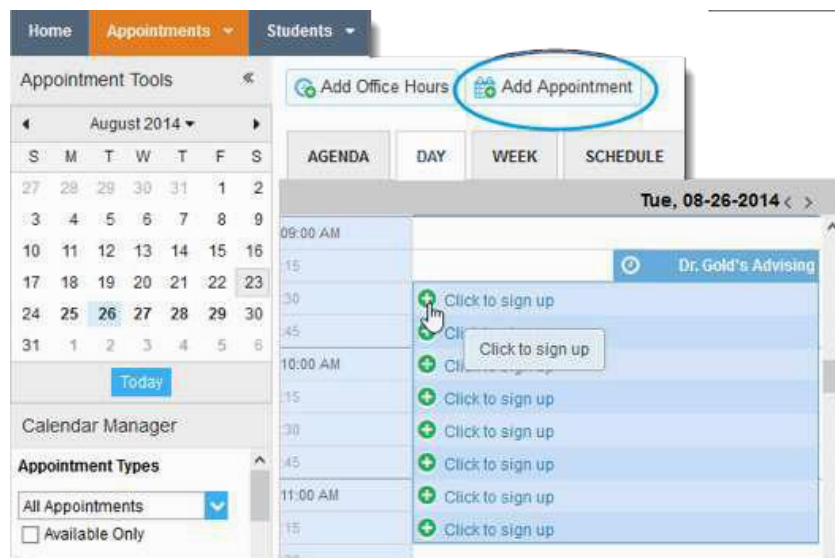 Home Appointments Students
Appointment Tools «
August 2014
S M T W T F S
27 28 29 30 31 1 2
3 4 5 6 7 8 9
10 11 12 13 14 15 16
17 18 19 20 21 22 23
24 25 26 27 28 29 30
31 1 2 3 4 5 6
Today
Calendar Manager
Appointment Types
All Appointments
Available Only
Add Office Hours Add Appointment
AGENDA DAY WEEK SCHEDULE
Tue, 08-26-2014 < >
09:00 AM
:15 Dr. Gold's Advising
:30 Click to sign up
:45
Click to sign up
10:00 AM
:15 Click to sign up
:30 Click to sign up
:45 Click to sign up
11:00 AM Click to sign up
:15 Click to sign up